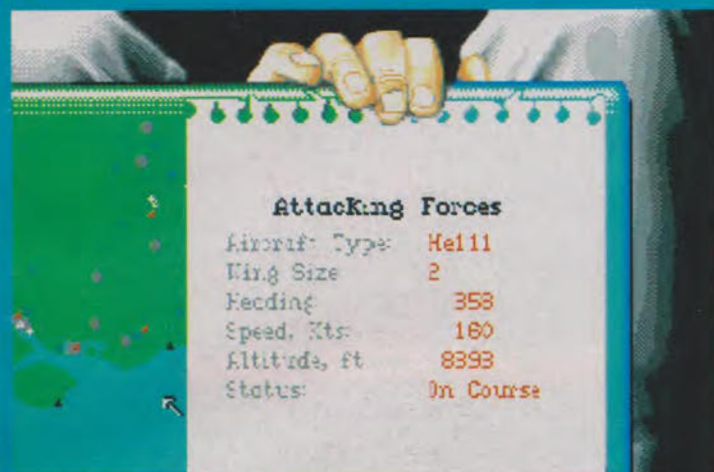 Attacking Forces
Aircraft Type: He111
Wing Size 2
Heading 358
Speed, Kts: 160
Altitude, ft 8393
Status: On Course